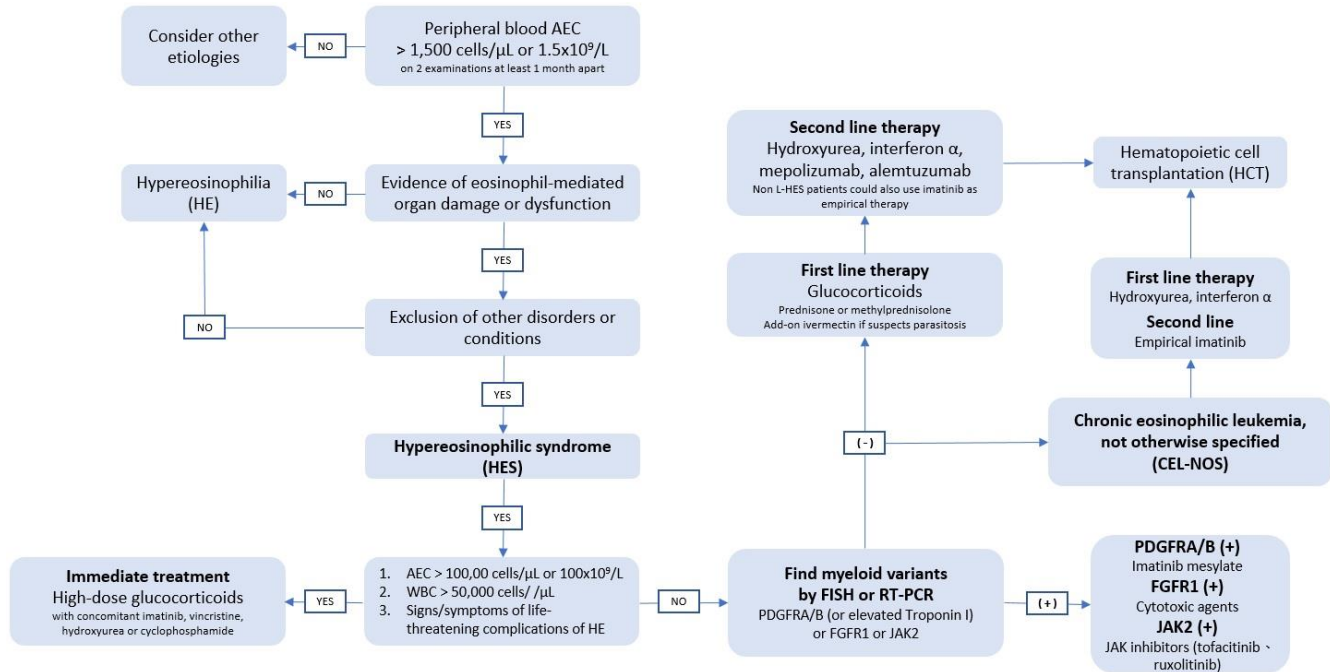 Consider other
etiologies
NO
Peripheral blood AEC
> 1,500 cells/µL or 1.5x10⁹/L
on 2 examinations at least 1 month apart
YES
Hypereosinophilia
(HE)
NO
Evidence of eosinophil-mediated
organ damage or dysfunction
YES
NO
Exclusion of other disorders or
conditions
YES
Hypereosinophilic syndrome
(HES)
YES
Immediate treatment
High-dose glucocorticoids
with concomitant imatinib, vincristine,
hydroxyurea or cyclophosphamide
YES
1. AEC > 100,00 cells/µL or 100x10⁹/L
2. WBC > 50,000 cells/ /µL
3. Signs/symptoms of life-
threatening complications of HE
NO
Find myeloid variants
by FISH or RT-PCR
PDGFRA/B (or elevated Troponin I)
or FGFR1 or JAK2
(+)
PDGFRA/B (+)
Imatinib mesylate
FGFR1 (+)
Cytotoxic agents
JAK2 (+)
JAK inhibitors (tofacitinib、
ruxolitinib)
(-)
First line therapy
Glucocorticoids
Prednisone or methylprednisolone
Add-on ivermectin if suspects parasitosis
Second line therapy
Hydroxyurea, interferon α,
mepolizumab, alemtuzumab
Non L-HES patients could also use imatinib as
empirical therapy
Chronic eosinophilic leukemia,
not otherwise specified
(CEL-NOS)
First line therapy
Hydroxyurea, interferon α
Second line
Empirical imatinib
Hematopoietic cell
transplantation (HCT)